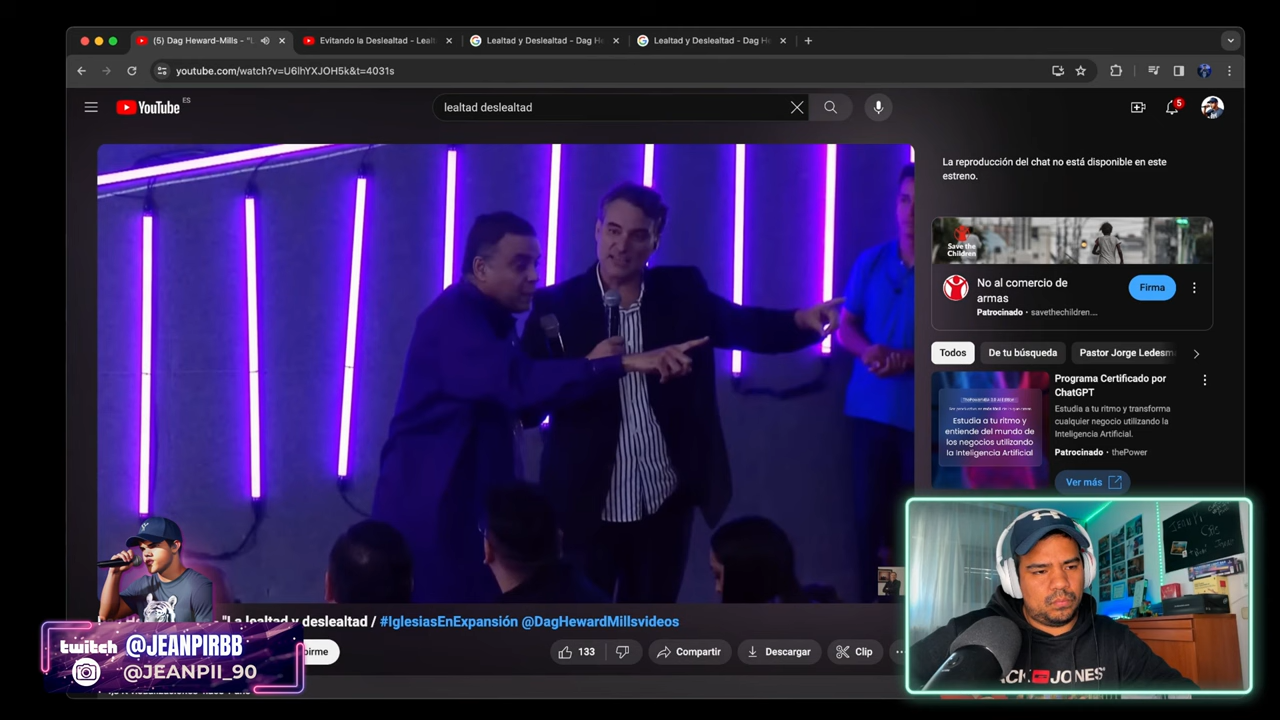 (5) Dag Heward-Mills - "L
Evitando la Deslealtad - Lealt
Lealtad y Deslealtad - Dag H
Lealtad y Deslealtad - Dag H
youtube.com/watch?v=U6lhYXJOH5k&t=4031s
YouTube ES
lealtad deslealtad
5
La reproducción del chat no está disponible en este
estreno.
Save the
Children
No al comercio de
armas
Patrocinado • savethechildren....
Firma
Todos
De tu búsqueda
Pastor Jorge Ledesm
Programa Certificado por
ChatGPT
Estudia a tu ritmo y transforma
cualquier negocio utilizando la
Inteligencia Artificial.
Patrocinado • thePower
Ver más
Estudia a tu ritmo y
entiende del mundo de
los negocios utilizando
la Inteligencia Artificial
"La lealtad y deslealtad / #IglesiasEnExpansión @DagHewardMillsvideos
irme
133
Compartir
Descargar
Clip
twitch @JEANPIRBB
@JEANPII_90
JACK JONES